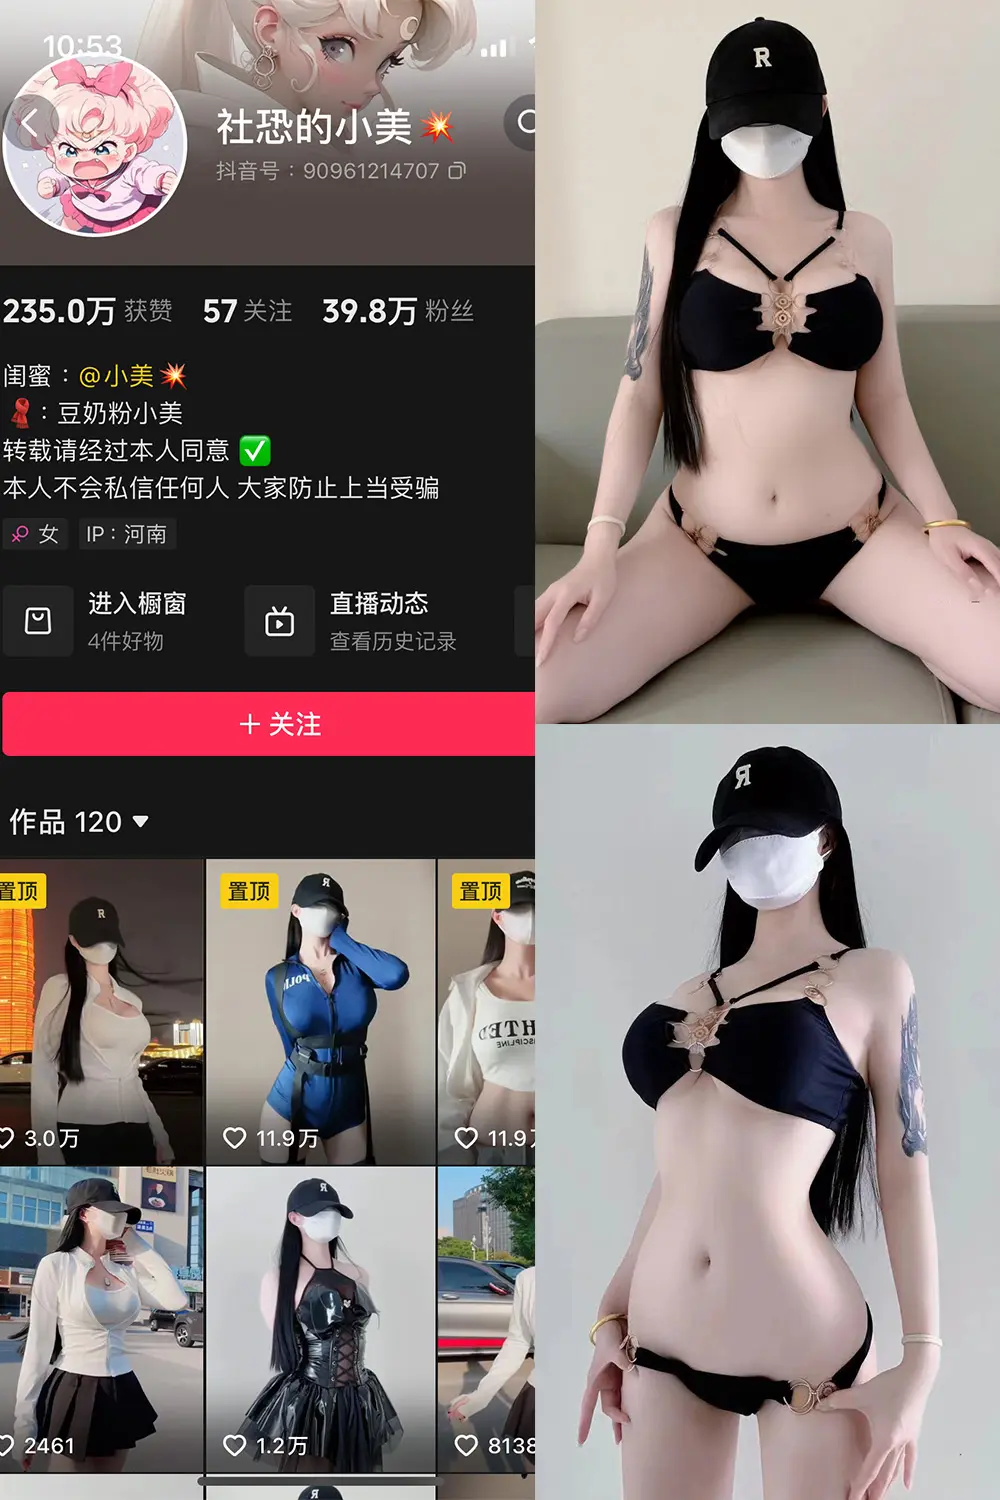 10:53
社恐的小美💥
抖音号：90961214707
235.0万 获赞 57 关注 39.8万 粉丝
闺蜜：@小美💥
🧣：豆奶粉小美
转载请经过本人同意 ✅
本人不会私信任何人 大家防止上当受骗
女 IP：河南
进入橱窗
4件好物
直播动态
查看历史记录
+ 关注
作品 120
置顶
置顶
置顶
R
R
POLI
3.0万
11.9万
11.9
R
2461
1.2万
8138
R
R
R